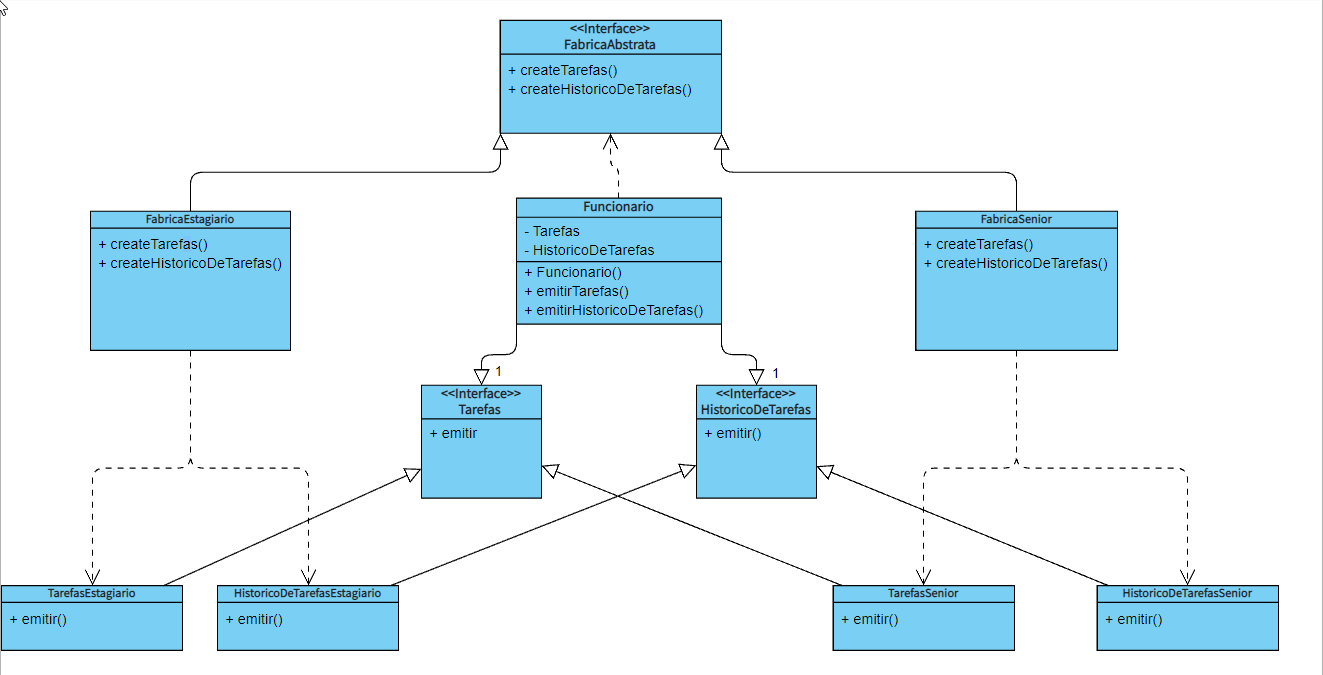 <<Interface>>
FabricaAbstrata
+ createTarefas()
+ createHistoricoDeTarefas()
FabricaEstagiario
+ createTarefas()
+ createHistoricoDeTarefas()
Funcionario
- Tarefas
- HistoricoDeTarefas
+ Funcionario()
+ emitirTarefas()
+ emitirHistoricoDeTarefas()
FabricaSenior
+ createTarefas()
+ createHistoricoDeTarefas()
1
1
<<Interface>>
Tarefas
+ emitir
<<Interface>>
HistoricoDeTarefas
+ emitir()
TarefasEstagiario
+ emitir()
HistoricoDeTarefasEstagiario
+ emitir()
TarefasSenior
+ emitir()
HistoricoDeTarefasSenior
+ emitir()